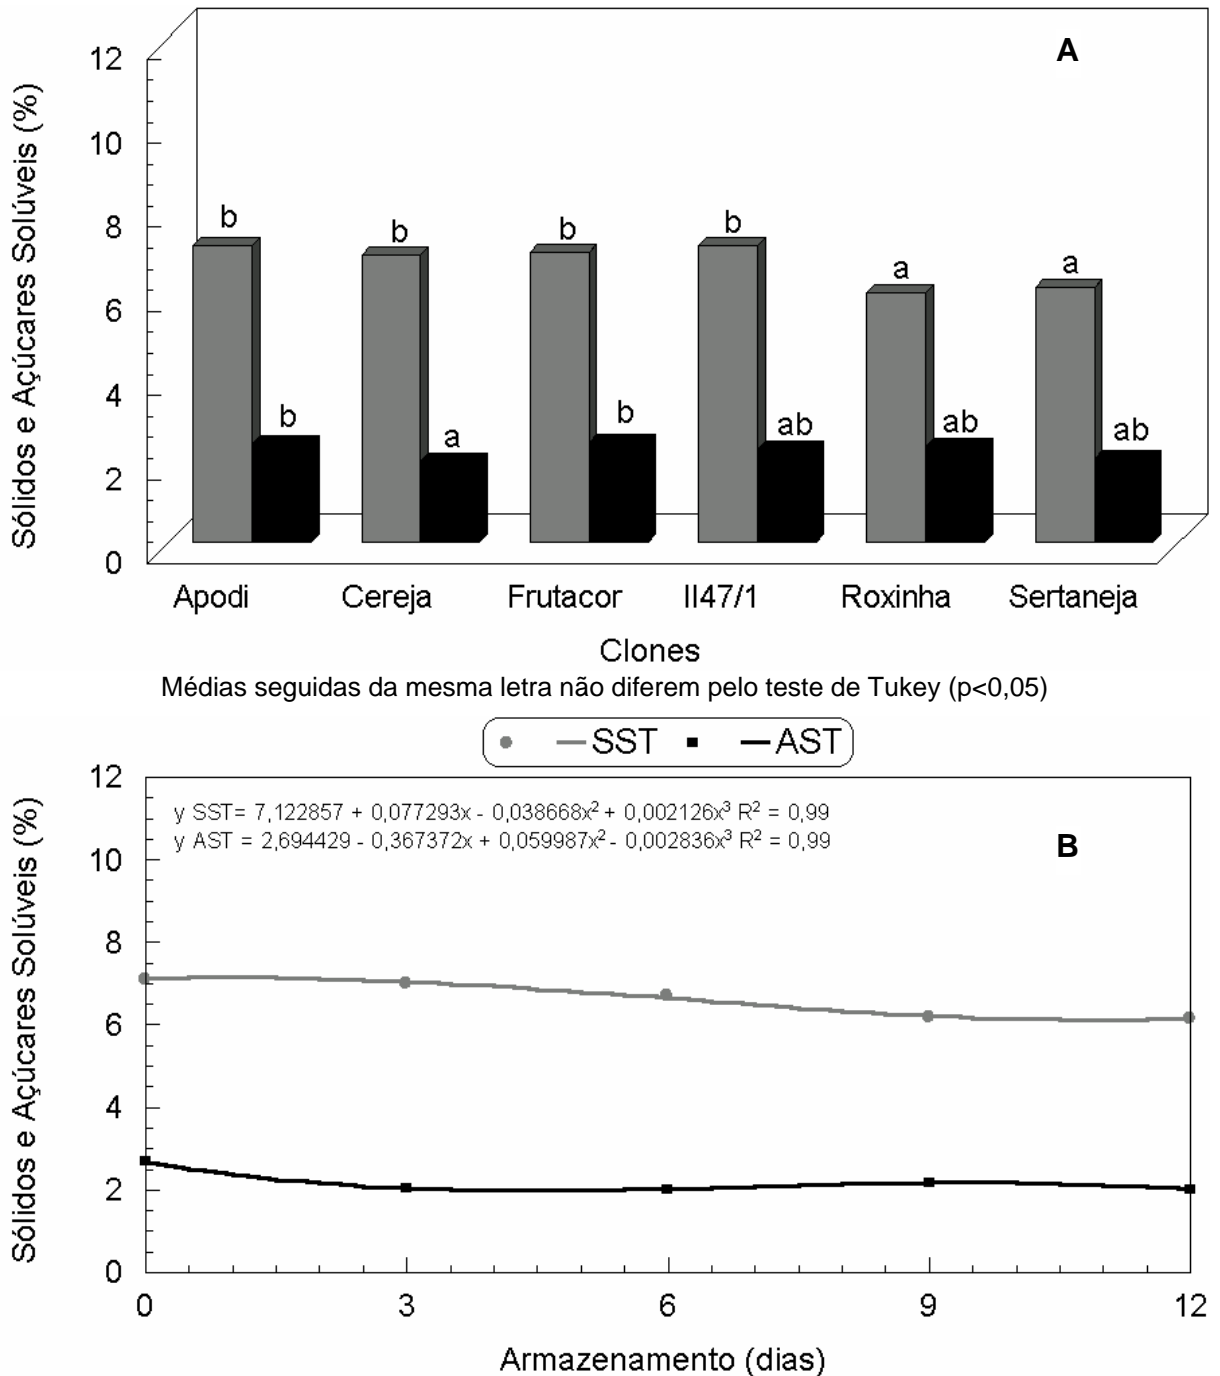 A
Sólidos e Açúcares Solúveis (%)
12
10
8
6
4
2
0
b b b b a a
b a b ab ab ab
Apodi Cereja Frutacor II47/1 Roxinha Sertaneja
Clones
Médias seguidas da mesma letra não diferem pelo teste de Tukey (p<0,05)
SST AST
B
Sólidos e Açúcares Solúveis (%)
12
10
8
6
4
2
0
y SST= 7,122857 + 0,077293x - 0,038668x² + 0,002126x³ R² = 0,99
y AST = 2,694429 - 0,367372x + 0,059987x² - 0,002836x³ R² = 0,99
0 3 6 9 12
Armazenamento (dias)